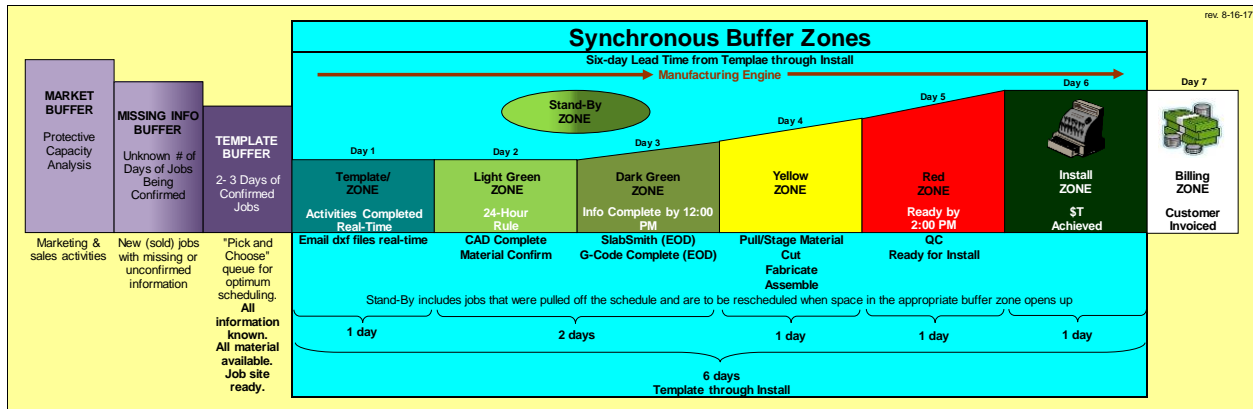 rev. 8-16-17
Synchronous Buffer Zones
Six-day Lead Time from Templae through Install
Manufacturing Engine
MARKET
BUFFER
Protective
Capacity
Analysis
Marketing &
sales activities
MISSING INFO
BUFFER
Unknown # of
Days of Jobs
Being
Confirmed
New (sold) jobs
with missing or
unconfirmed
information
TEMPLATE
BUFFER
2- 3 Days of
Confirmed
Jobs
"Pick and
Choose"
queue for
optimum
scheduling.
All
information
known.
All material
available.
Job site
ready.
Stand-By
ZONE
Day 1
Template/
ZONE
Activities Completed
Real-Time
Email dxf files real-time
Day 2
Light Green
ZONE
24-Hour
Rule
CAD Complete
Material Confirm
Day 3
Dark Green
ZONE
Info Complete by 12:00
PM
SlabSmith (EOD)
G-Code Complete (EOD)
Day 4
Yellow
ZONE
Pull/Stage Material
Cut
Fabricate
Assemble
Day 5
Red
ZONE
Ready by
2:00 PM
QC
Ready for Install
Day 6
Install
ZONE
$T
Achieved
Day 7
Billing
ZONE
Customer
Invoiced
Stand-By includes jobs that were pulled off the schedule and are to be rescheduled when space in the appropriate buffer zone opens up
1 day
2 days
1 day
1 day
1 day
6 days
Template through Install